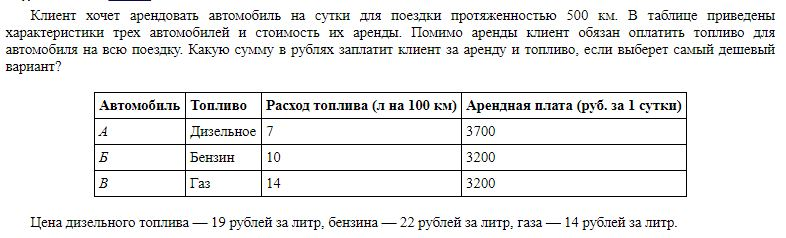 Клиент хочет арендовать автомобиль на сутки для поездки протяженностью 500 км. В таблице приведены
характеристики трех автомобилей и стоимость их аренды. Помимо аренды клиент обязан оплатить топливо для
автомобиля на всю поездку. Какую сумму в рублях заплатит клиент за аренду и топливо, если выберет самый дешевый
вариант?
Автомобиль Топливо Расход топлива (л на 100 км) Арендная плата (руб. за 1 сутки)
А Дизельное 7 3700
Б Бензин 10 3200
В Газ 14 3200
Цена дизельного топлива — 19 рублей за литр, бензина — 22 рублей за литр, газа — 14 рублей за литр.